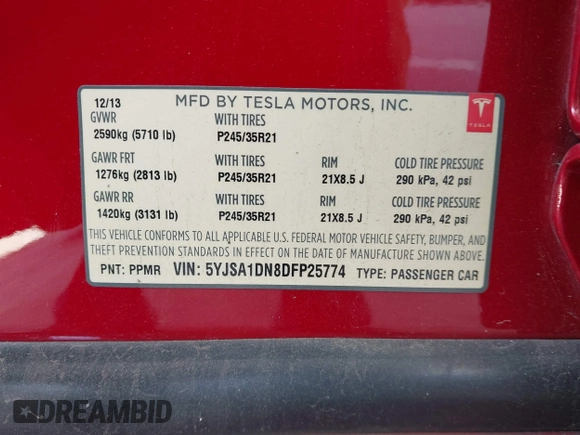 12/13 MFD BY TESLA MOTORS, INC.
GVWR WITH TIRES
2590kg (5710 lb) P245/35R21
GAWR FRT WITH TIRES RIM COLD TIRE PRESSURE
1276kg (2813 lb) P245/35R21 21X8.5 J 290 kPa, 42 psi
GAWR RR WITH TIRES RIM COLD TIRE PRESSURE
1420kg (3131 lb) P245/35R21 21X8.5 J 290 kPa, 42 psi
THIS VEHICLE CONFORMS TO ALL APPLICABLE U.S. FEDERAL MOTOR VEHICLE SAFETY, BUMPER, AND
THEFT PREVENTION STANDARDS IN EFFECT ON THE DATE OF MANUFACTURE SHOWN ABOVE.
PNT: PPMR VIN: 5YJSA1DN8DFP25774 TYPE: PASSENGER CAR
TESLA
DREAMBID